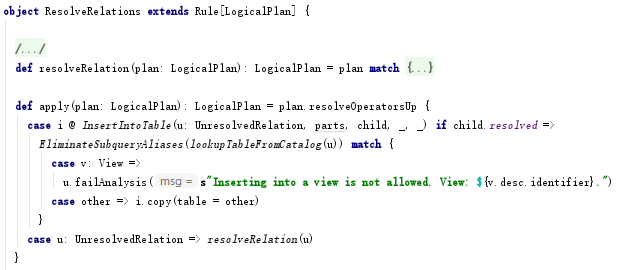 object ResolveRelations extends Rule[LogicalPlan] {
/.../
def resolveRelation(plan: LogicalPlan): LogicalPlan = plan match {...}
def apply(plan: LogicalPlan): LogicalPlan = plan.resolveOperatorsUp {
case i @ InsertIntoTable(u: UnresolvedRelation, parts, child, _, _) if child.resolved =>
EliminateSubqueryAliases(lookupTableFromCatalog(u)) match {
case v: View =>
u.failAnalysis( msg = s"Inserting into a view is not allowed. View: ${v.desc.identifier}.")
case other => i.copy(table = other)
}
case u: UnresolvedRelation => resolveRelation(u)
}